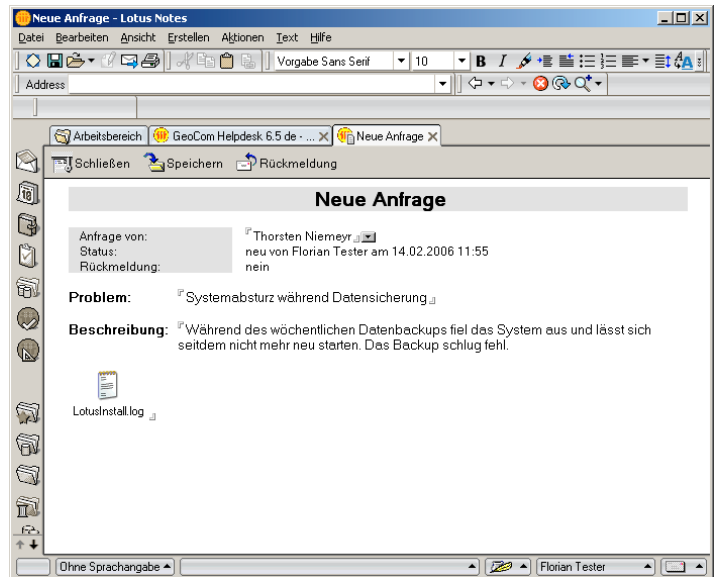 Neue Anfrage - Lotus Notes
Datei Bearbeiten Ansicht Erstellen Aktionen Text Hilfe
Vorgabe Sans Serif 10 B I
Address
Arbeitsbereich GeoCom Helpdesk 6.5 de - ... Neue Anfrage
Schließen Speichern Rückmeldung
Neue Anfrage
Anfrage von: Thorsten Niemeyr
Status: neu von Florian Tester am 14.02.2006 11:55
Rückmeldung: nein
Problem: Systemabsturz während Datensicherung
Beschreibung: Während des wöchentlichen Datenbackups fiel das System aus und lässt sich
seitdem nicht mehr neu starten. Das Backup schlug fehl.
LotusInstall.log
Ohne Sprachangabe Florian Tester